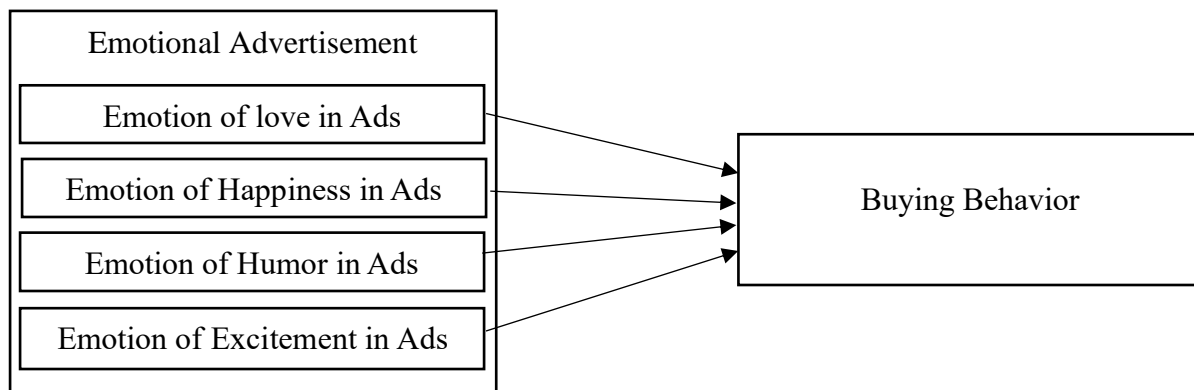 Emotional Advertisement
Emotion of love in Ads
Emotion of Happiness in Ads
Emotion of Humor in Ads
Emotion of Excitement in Ads
Buying Behavior